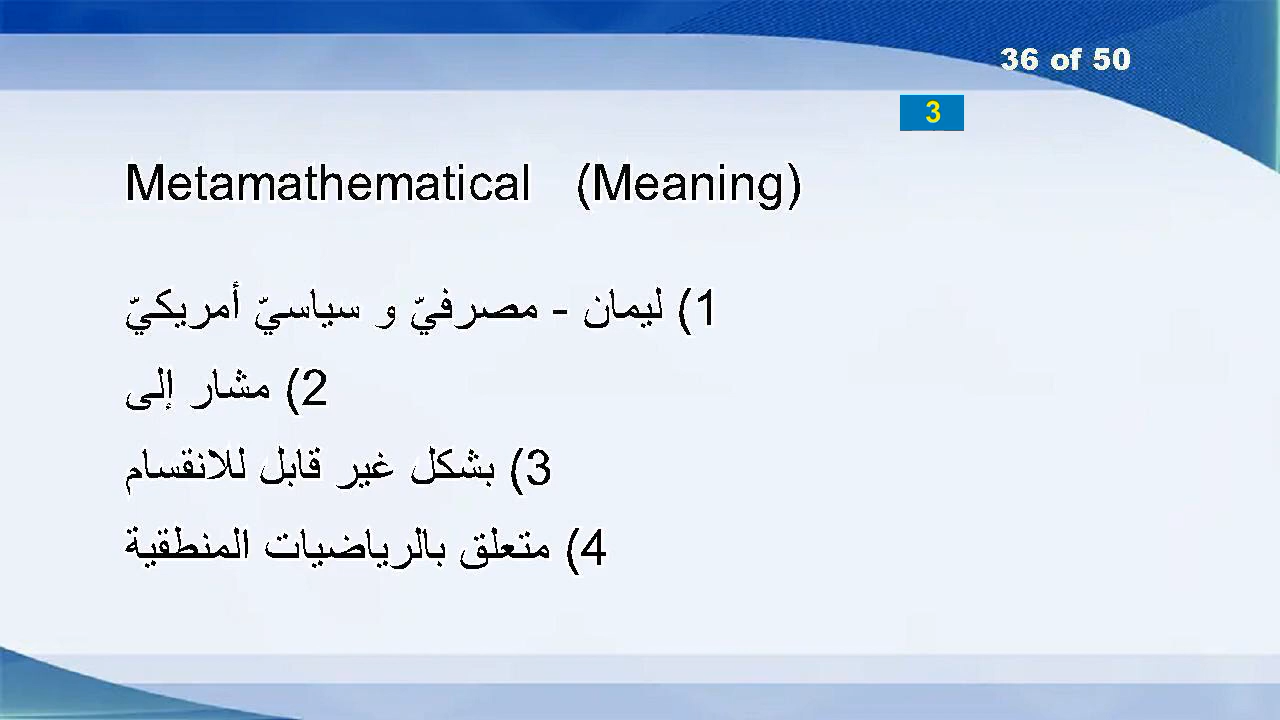 36 of 50
3
Metamathematical (Meaning)
1) ليمان - مصرفيّ و سياسيّ أمريكيّ
2) مشار إلى
3) بشكل غير قابل للانقسام
4) متعلق بالرياضيات المنطقية